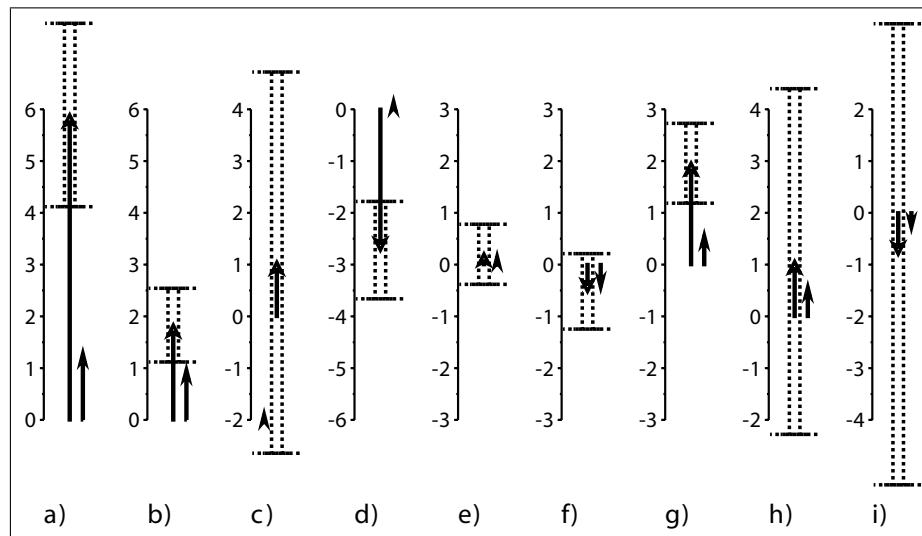 6 6 4 0 3 3 3 4 2
5 5 3 -1 2 2 2 3 1
4 4 2 -2 1 1 1 2 0
3 3 1 -3 0 0 0 1 -1
2 2 0 -4 -1 -1 -1 0 -2
1 1 -1 -5 -2 -2 -2 -1 -3
0 0 -2 -6 -3 -3 -3 -2 -4
a) b) c) d) e) f) g) h) i)